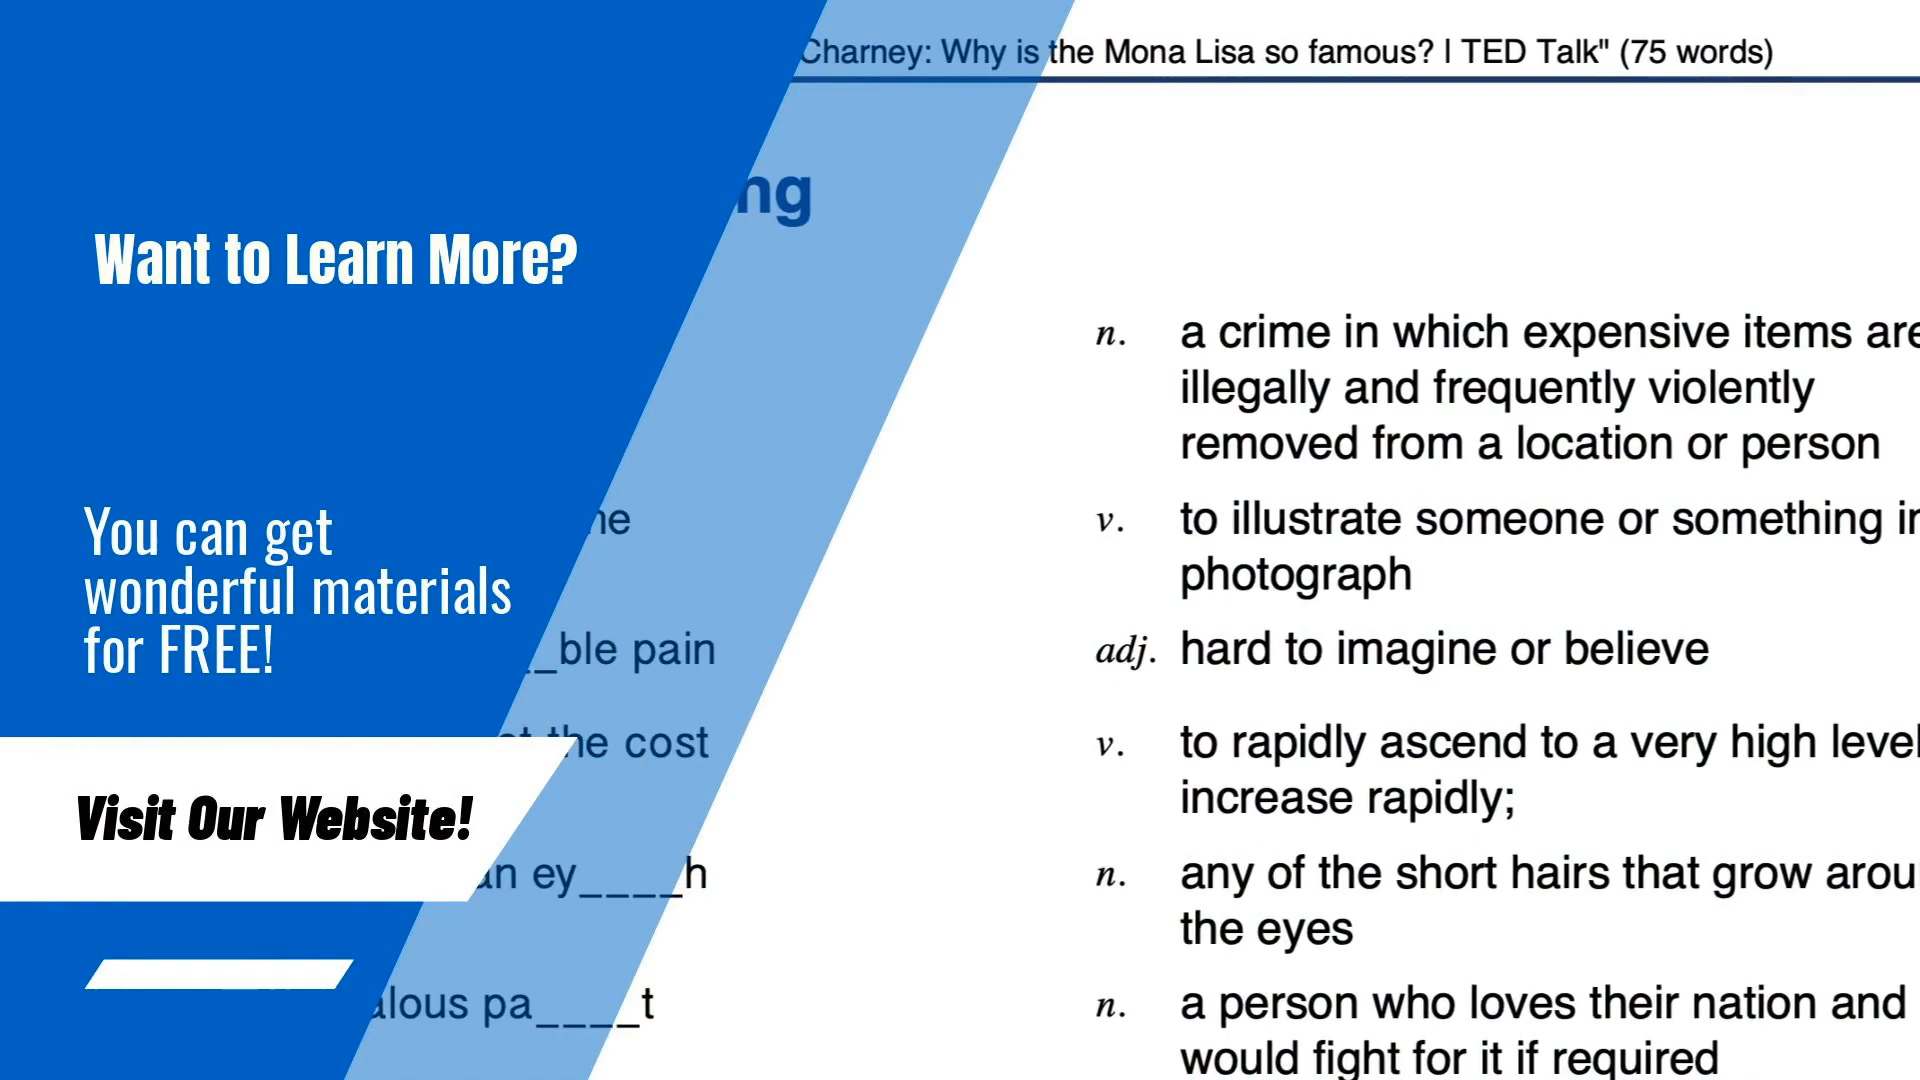 Charney: Why is the Mona Lisa so famous? | TED Talk" (75 words)
Want to Learn More?
You can get
wonderful materials
for FREE!
Visit Our Website!
n. a crime in which expensive items are
illegally and frequently violently
removed from a location or person
v. to illustrate someone or something in
photograph
_ble pain
adj. hard to imagine or believe
the cost
v. to rapidly ascend to a very high level
increase rapidly;
an ey____h
n. any of the short hairs that grow
the eyes
pa____t
n. a person who loves their nation and
would fight for it if required